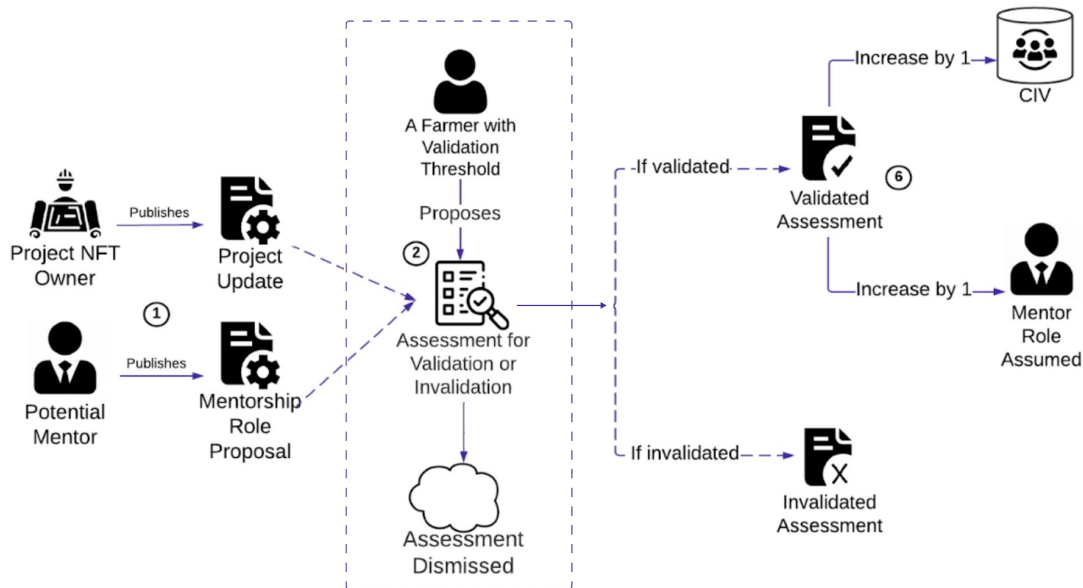 Publishes
Project NFT
Owner
Project
Update
1
Publishes
Potential
Mentor
Mentorship
Role
Proposal
A Farmer with
Validation
Threshold
Proposes
2
Assessment for
Validation or
Invalidation
Assessment
Dismissed
If validated
If invalidated
Validated
Assessment
6
Increase by 1
CIV
Increase by 1
Mentor
Role
Assumed
X
Invalidated
Assessment